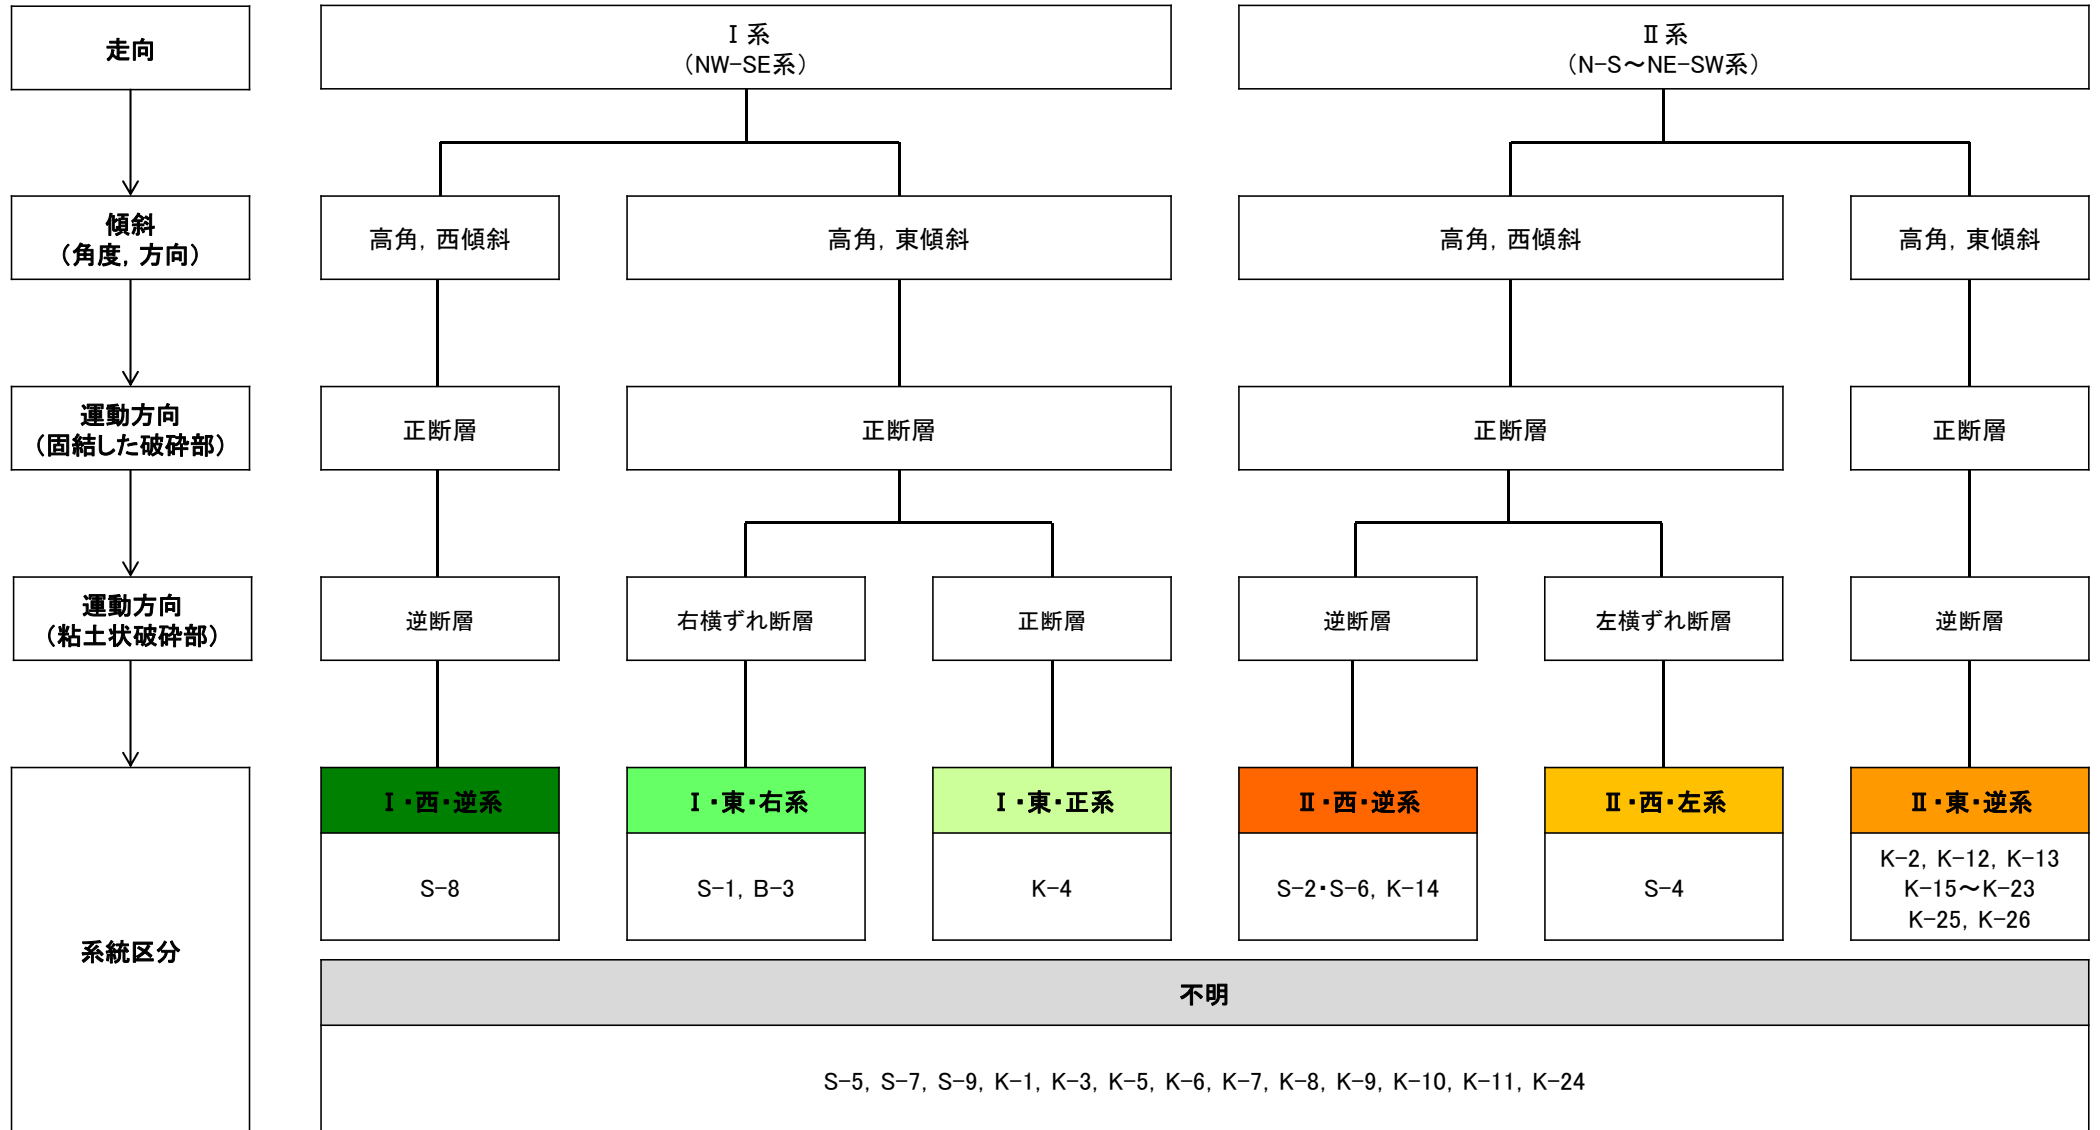 走向
Ⅰ系
（NW-SE系）
Ⅱ系
（N-S～NE-SW系）
傾斜
（角度，方向）
高角，西傾斜
高角，東傾斜
高角，西傾斜
高角，東傾斜
運動方向
（固結した破砕部）
正断層
正断層
正断層
正断層
運動方向
（粘土状破砕部）
逆断層
右横ずれ断層
正断層
逆断層
左横ずれ断層
逆断層
系統区分
Ⅰ・西・逆系
Ⅰ・東・右系
Ⅰ・東・正系
Ⅱ・西・逆系
Ⅱ・西・左系
Ⅱ・東・逆系
S-8
S-1，B-3
K-4
S-2・S-6，K-14
S-4
K-2，K-12，K-13
K-15～K-23
K-25，K-26
不明
S-5，S-7，S-9，K-1，K-3，K-5，K-6，K-7，K-8，K-9，K-10，K-11，K-24